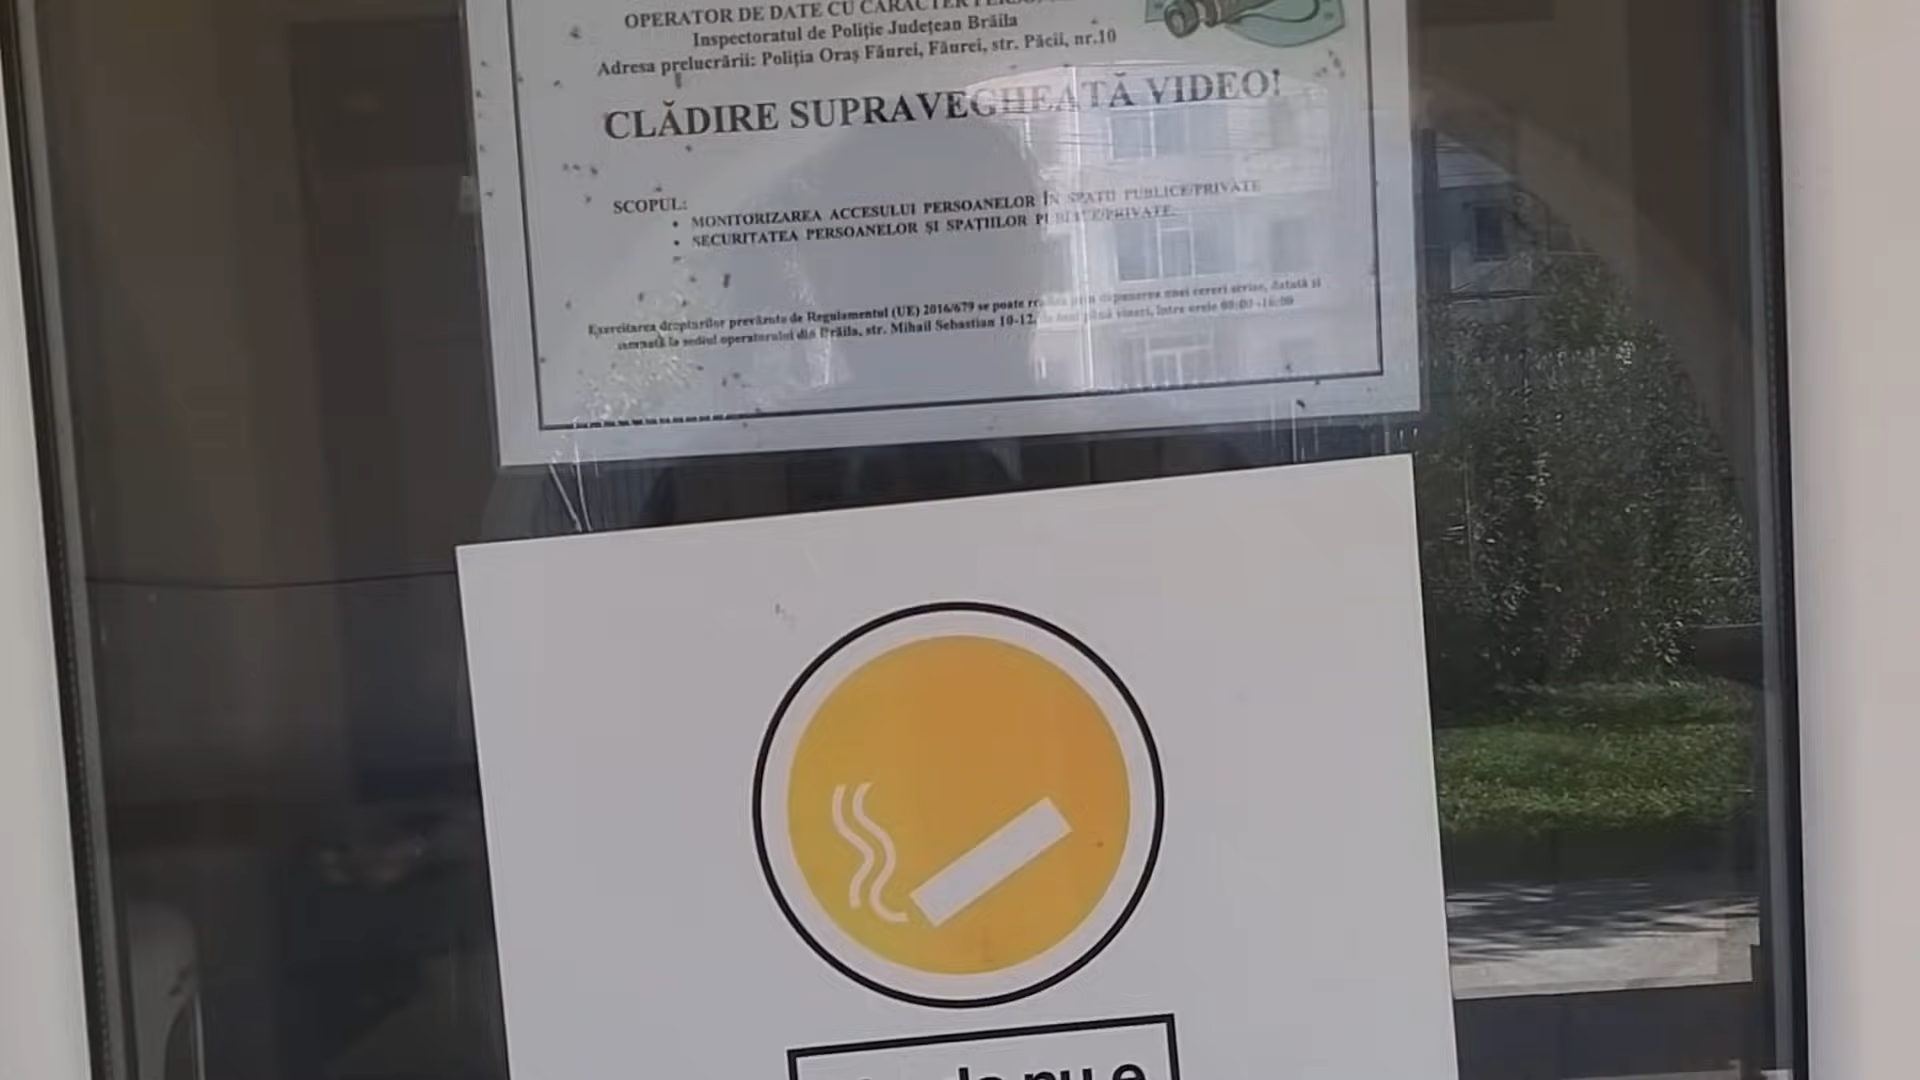 OPERATOR DE DATE CU CARACTER
Inspectoratul de Poliție Județean Brăila
Adresa prelucrării: Poliția Oraș Făurei, Făurei, str. Păcii, nr.10
CLĂDIRE SUPRAVEGHEATĂ VIDEO!
SCOPUL:
• MONITORIZAREA ACCESULUI PERSOANELOR ÎN SPAȚII PUBLICE/PRIVATE
• SECURITATEA PERSOANELOR ȘI SPAȚIILOR PUBLICE/PRIVATE.
Exercitarea drepturilor prevăzute de Regulamentul (UE) 2016/679 se poate realiza prin depunerea unei cereri scrise, datată și
semnată la sediul operatorului din Brăila, str. Mihail Sebastian 10-12, de luni până vineri, între orele 08:00-16:00
nu e